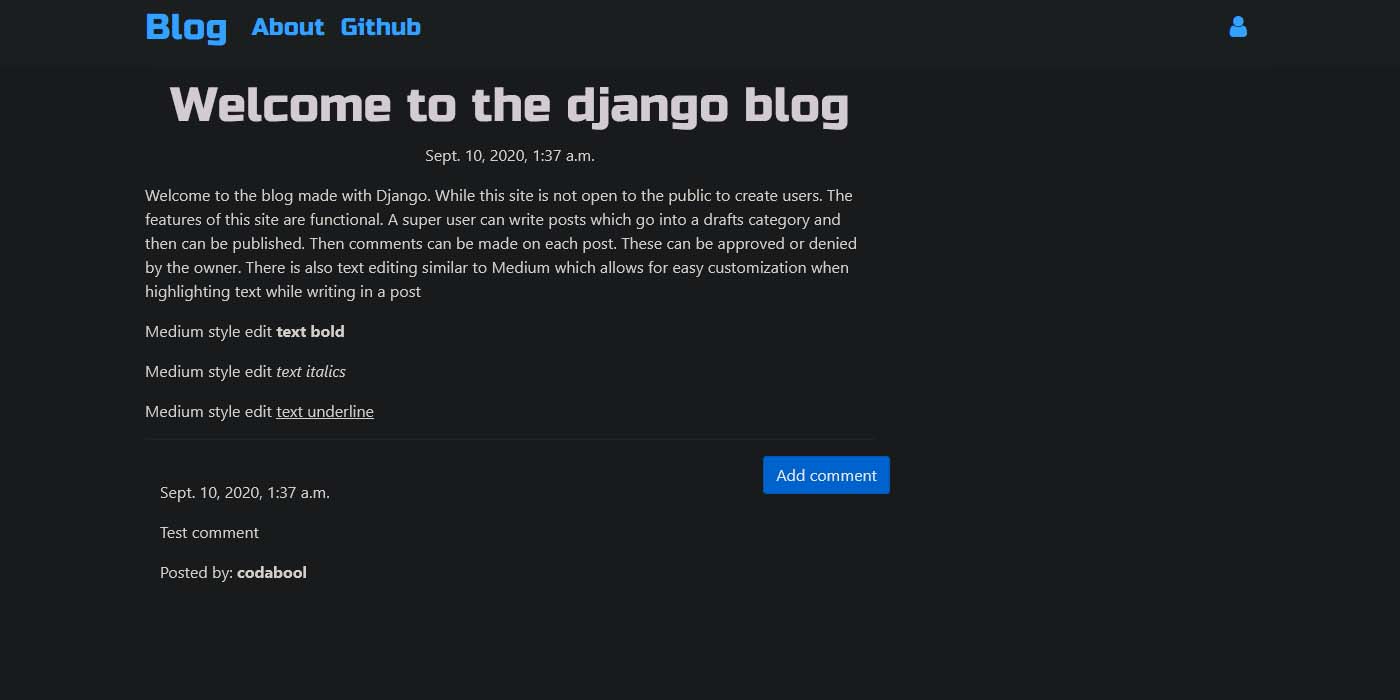 Blog About Github
Welcome to the django blog
Sept. 10, 2020, 1:37 a.m.
Welcome to the blog made with Django. While this site is not open to the public to create users. The
features of this site are functional. A super user can write posts which go into a drafts category and
then can be published. Then comments can be made on each post. These can be approved or denied
by the owner. There is also text editing similar to Medium which allows for easy customization when
highlighting text while writing in a post
Medium style edit text bold
Medium style edit text italics
Medium style edit text underline
Add comment
Sept. 10, 2020, 1:37 a.m.
Test comment
Posted by: codabool